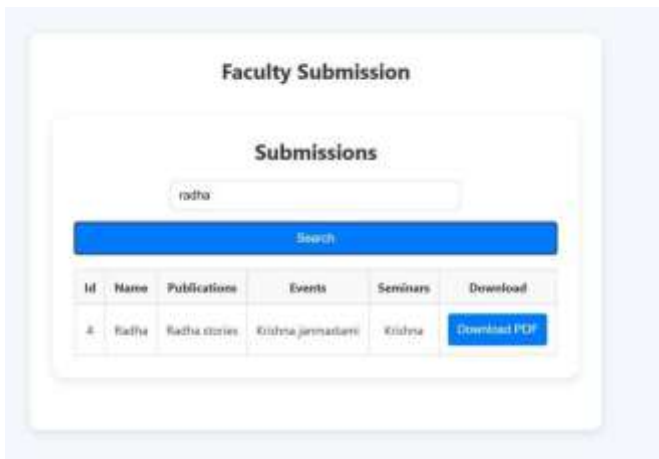 Faculty Submission
Submissions
radha
Search
Id Name Publications Events Seminars Download
4 Radha Radha stories Krishna janmastami Krishna Download PDF